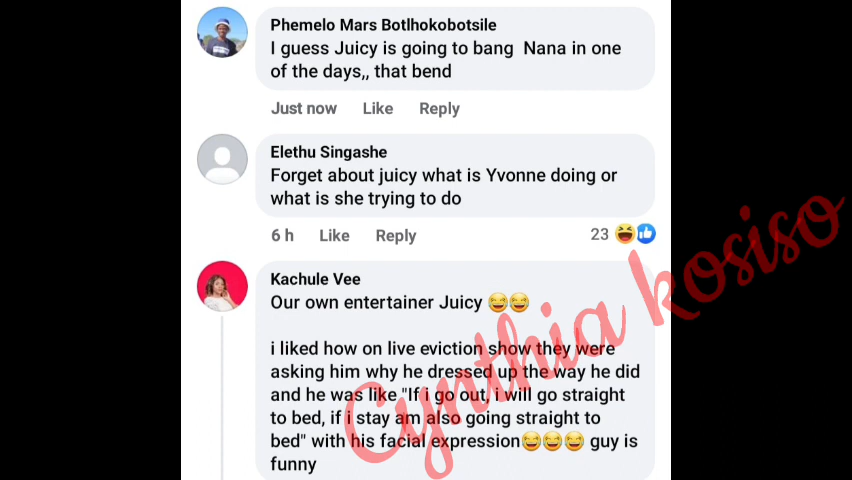 Phemelo Mars Botlhokobotsile
I guess Juicy is going to bang Nana in one
of the days,, that bend
Just now Like Reply
Elethu Singashe
Forget about juicy what is Yvonne doing or
what is she trying to do
6 h Like Reply 23
Kachule Vee
Our own entertainer Juicy 😆😆
i liked how on live eviction show they were
asking him why he dressed up the way he did
and he was like "If i go out, i will go straight
to bed, if i stay am also going straight to
bed" with his facial expression😆😆😆 guy is
funny
Cynthia kosiso